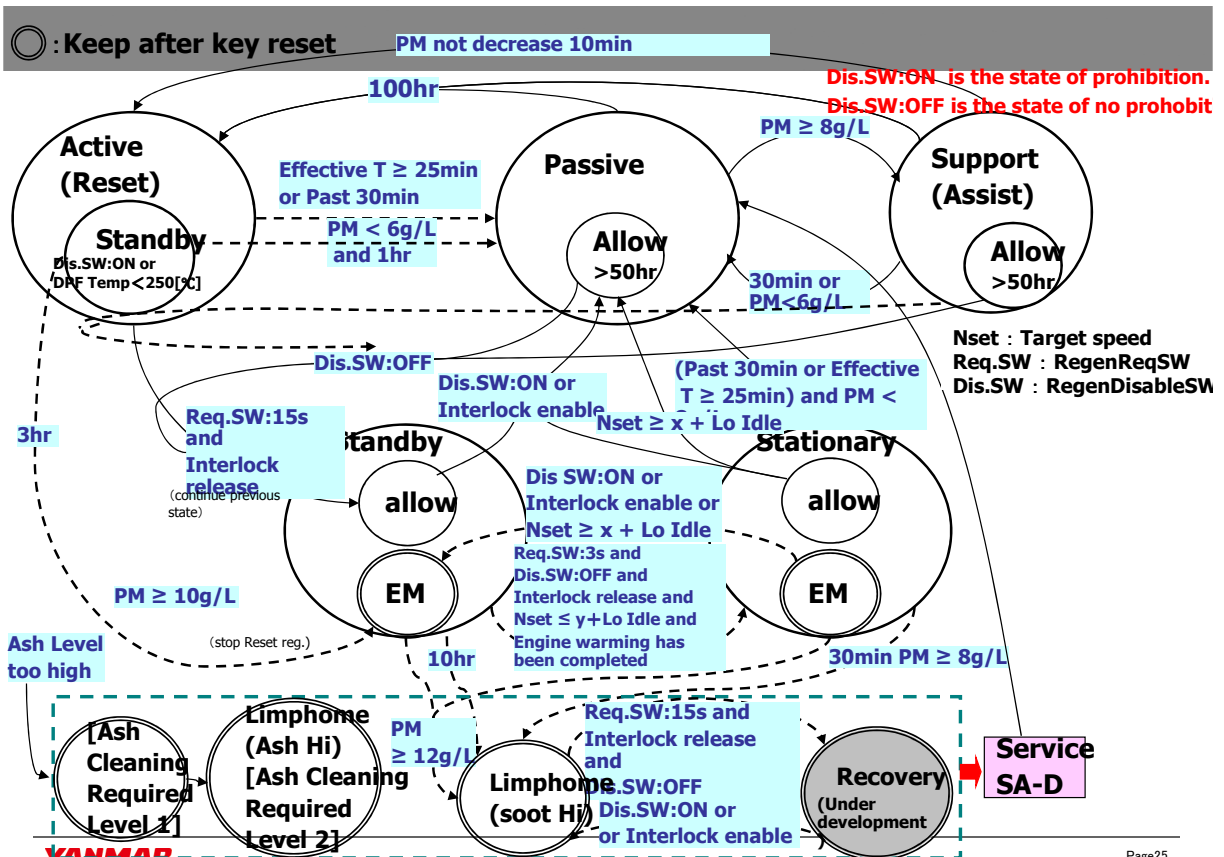 : Keep after key reset
PM not decrease 10min
Dis.SW:ON is the state of prohibition.
Dis.SW:OFF is the state of no prohobit
100hr
PM ≥ 8g/L
Active
(Reset)
Effective T ≥ 25min
or Past 30min
Passive
Support
(Assist)
Standby
Dis.SW:ON or
DPF Temp＜250[℃]
PM < 6g/L
and 1hr
Allow
>50hr
Allow
>50hr
30min or
PM<6g/L
Nset：Target speed
Req.SW：RegenReqSW
Dis.SW：RegenDisableSW
Dis.SW:OFF
Dis.SW:ON or
Interlock enable
(Past 30min or Effective
T ≥ 25min) and PM <
Nset ≥ x + Lo Idle
3hr
Req.SW:15s
and
Interlock
release
（continue previous
state）
Standby
allow
EM
Stationary
allow
EM
Dis SW:ON or
Interlock enable or
Nset ≥ x + Lo Idle
Req.SW:3s and
Dis.SW:OFF and
Interlock release and
Nset ≤ y+Lo Idle and
Engine warming has
been completed
PM ≥ 10g/L
（stop Reset reg.）
Ash Level
too high
10hr
30min PM ≥ 8g/L
[Ash
Cleaning
Required
Level 1]
Limphome
(Ash Hi)
[Ash Cleaning
Required
Level 2]
PM
≥ 12g/L
Limphome
(soot Hi)
Req.SW:15s and
Interlock release
and
Dis.SW:OFF
Dis.SW:ON or
or Interlock enable
Recovery
(Under
development
)
Service
SA-D
YANMAR
Page25